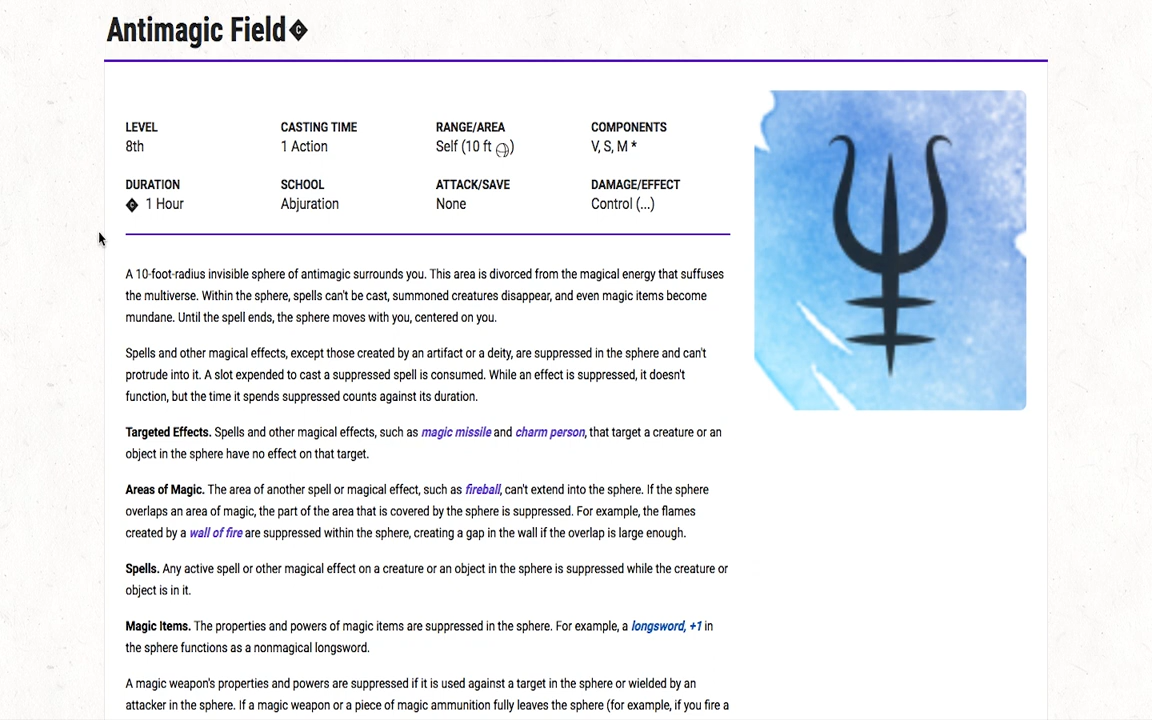 Antimagic Field C
LEVEL CASTING TIME RANGE/AREA COMPONENTS
8th 1 Action Self (10 ft ) V, S, M *
DURATION SCHOOL ATTACK/SAVE DAMAGE/EFFECT
C 1 Hour Abjuration None Control (...)
A 10-foot-radius invisible sphere of antimagic surrounds you. This area is divorced from the magical energy that suffuses
the multiverse. Within the sphere, spells can't be cast, summoned creatures disappear, and even magic items become
mundane. Until the spell ends, the sphere moves with you, centered on you.
Spells and other magical effects, except those created by an artifact or a deity, are suppressed in the sphere and can't
protrude into it. A slot expended to cast a suppressed spell is consumed. While an effect is suppressed, it doesn't
function, but the time it spends suppressed counts against its duration.
Targeted Effects. Spells and other magical effects, such as magic missile and charm person, that target a creature or an
object in the sphere have no effect on that target.
Areas of Magic. The area of another spell or magical effect, such as fireball, can't extend into the sphere. If the sphere
overlaps an area of magic, the part of the area that is covered by the sphere is suppressed. For example, the flames
created by a wall of fire are suppressed within the sphere, creating a gap in the wall if the overlap is large enough.
Spells. Any active spell or other magical effect on a creature or an object in the sphere is suppressed while the creature or
object is in it.
Magic Items. The properties and powers of magic items are suppressed in the sphere. For example, a longsword, +1 in
the sphere functions as a nonmagical longsword.
A magic weapon's properties and powers are suppressed if it is used against a target in the sphere or wielded by an
attacker in the sphere. If a magic weapon or a piece of magic ammunition fully leaves the sphere (for example, if you fire a